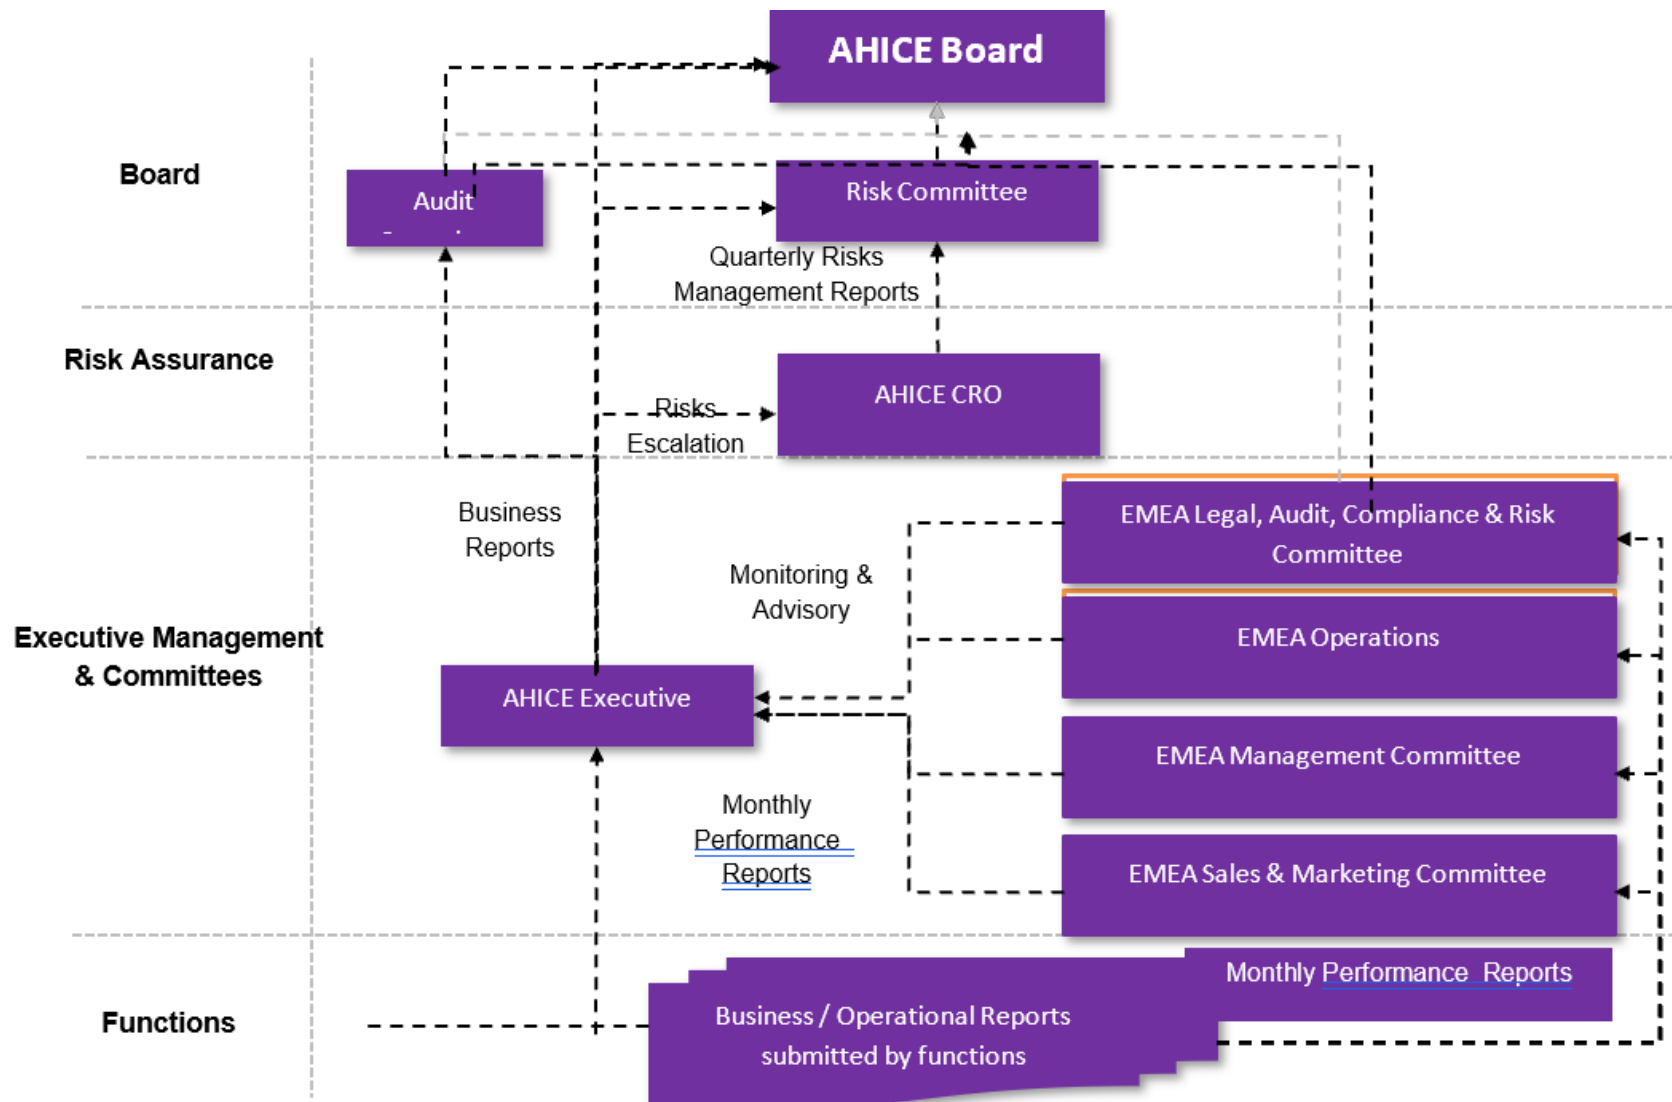 AHICE Board
Board
Audit
Risk Committee
Quarterly Risks
Management Reports
Risk Assurance
AHICE CRO
Risks
Escalation
Business
Reports
EMEA Legal, Audit, Compliance & Risk
Committee
Monitoring &
Advisory
EMEA Operations
Executive Management
& Committees
AHICE Executive
EMEA Management Committee
Monthly
Performance
Reports
EMEA Sales & Marketing Committee
Monthly Performance Reports
Functions
Business / Operational Reports
submitted by functions